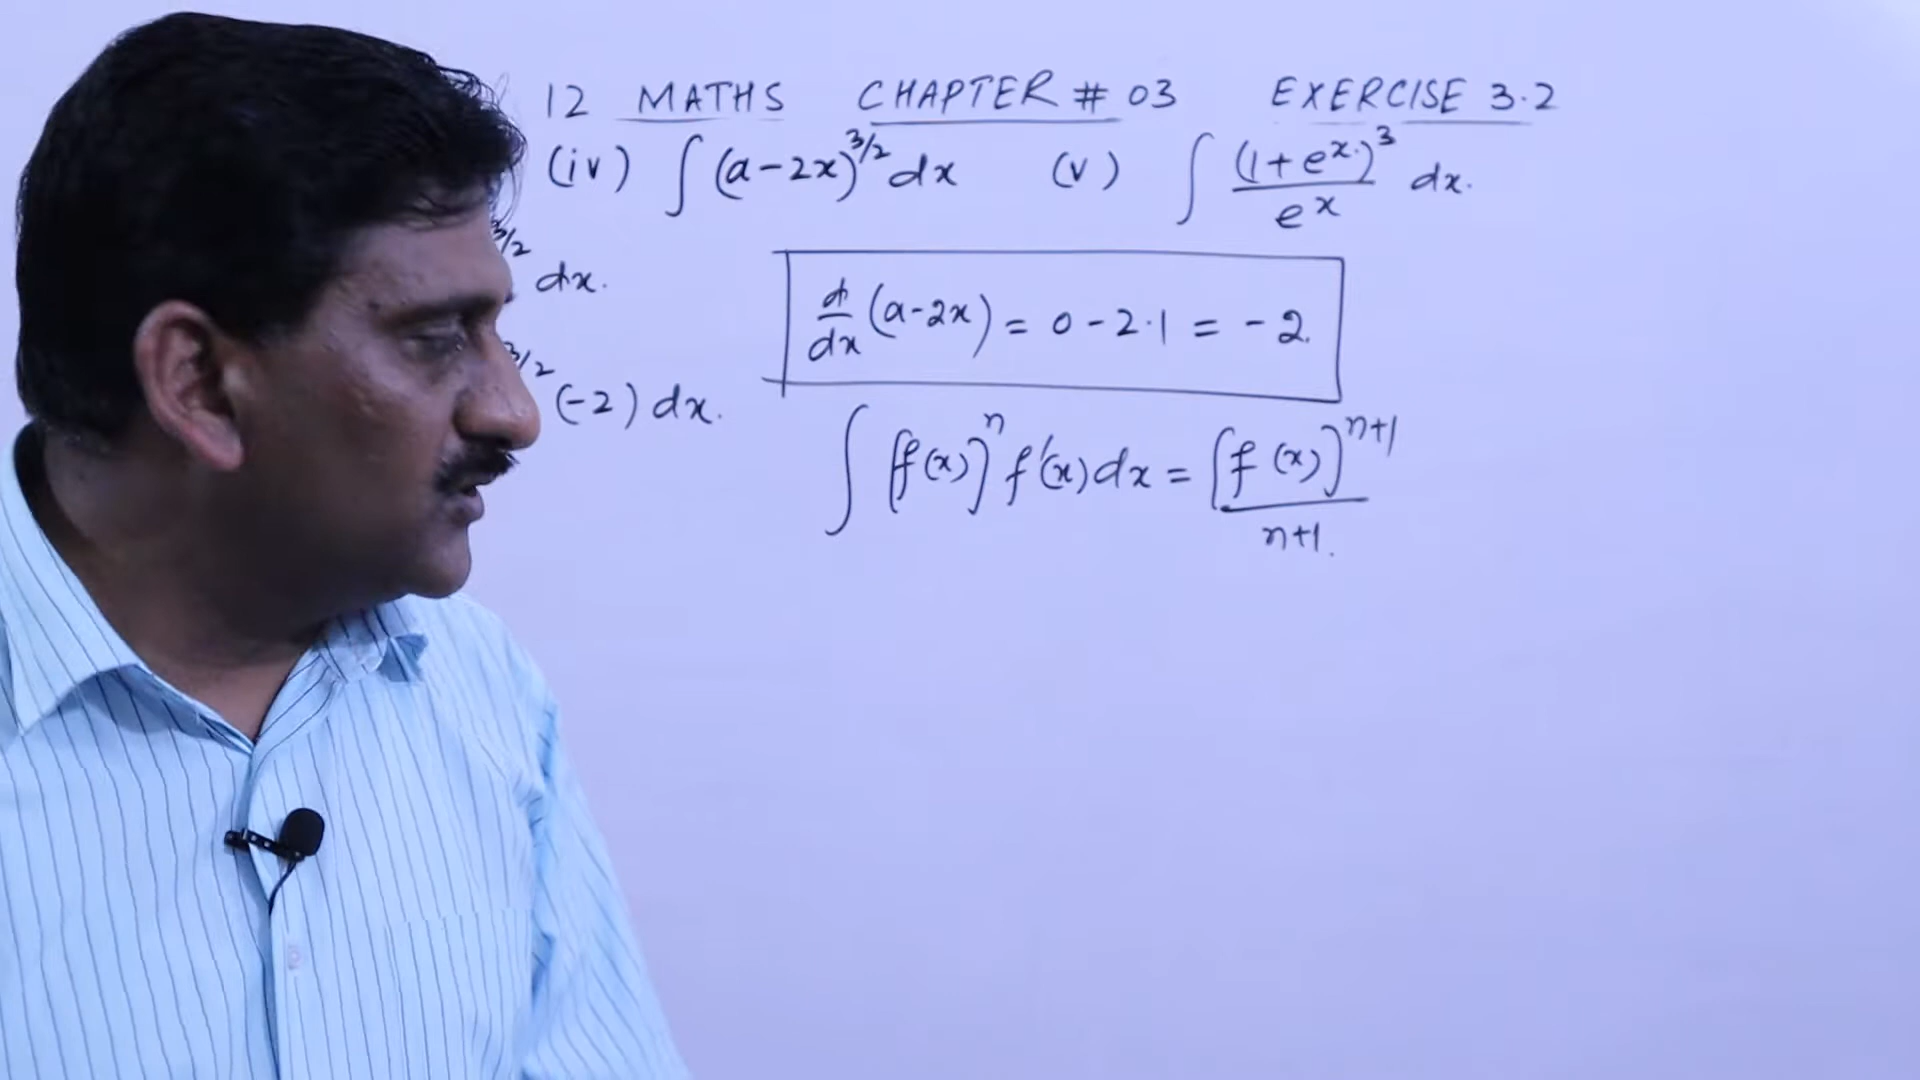 12 MATHS CHAPTER # 03 EXERCISE 3.2
(iv) ∫ (a-2x)^3/2 dx (v) ∫ (1+e^x.)^3 / e^x dx.
3/2 dx.
d/dx (a-2x) = 0 - 2·1 = -2.
3/2 (-2) dx.
∫ [f(x)]^n f'(x) dx = [f(x)]^n+1 / n+1.